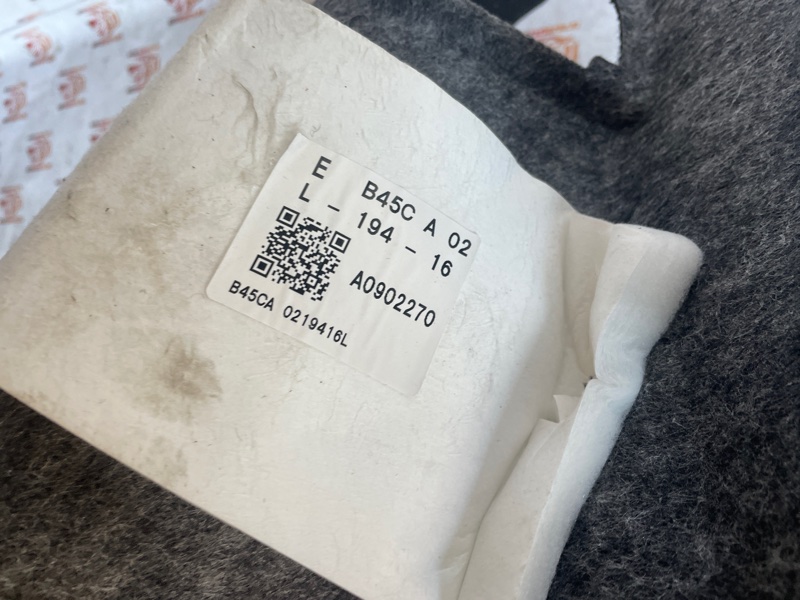 E B45C A 02
L - 194 - 16
A0902270
B45CA 0219416L